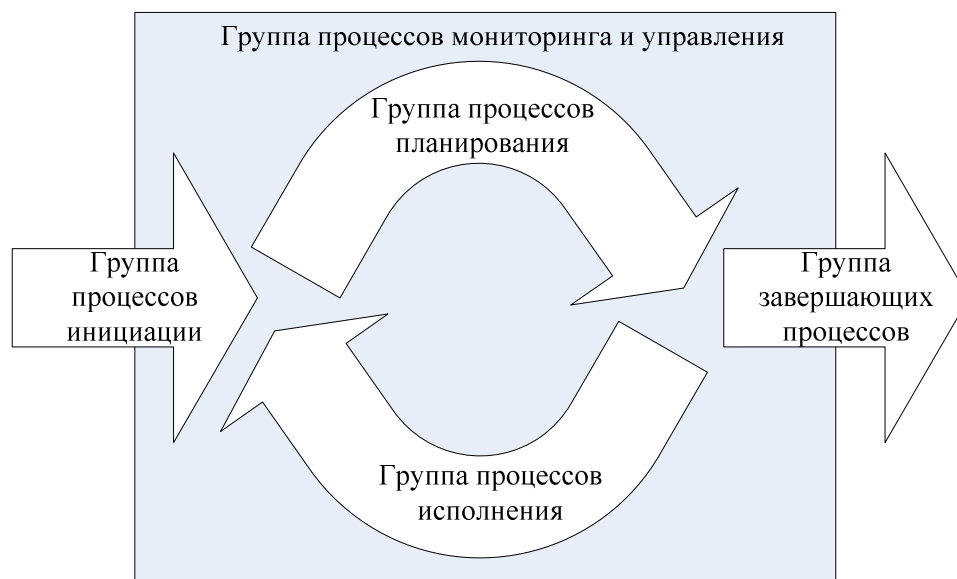 Группа процессов мониторинга и управления
Группа процессов
планирования
Группа
процессов
инициации
Группа
завершающих
процессов
Группа процессов
исполнения